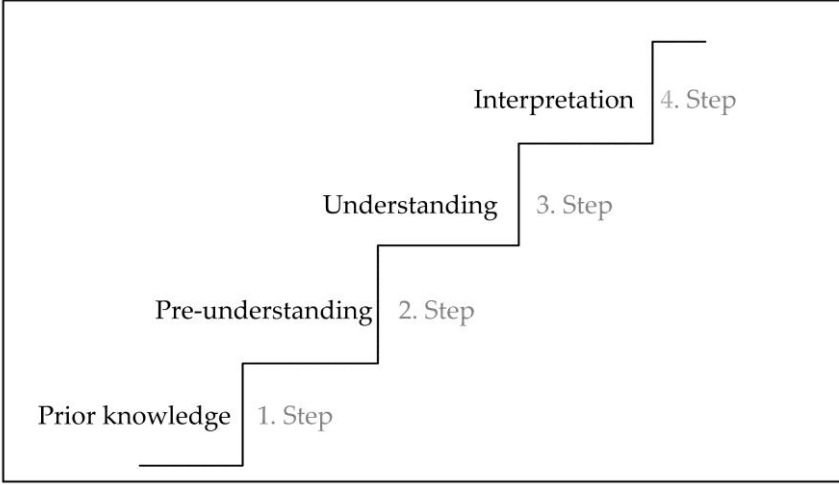 Interpretation 4. Step
Understanding 3. Step
Pre-understanding 2. Step
Prior knowledge 1. Step